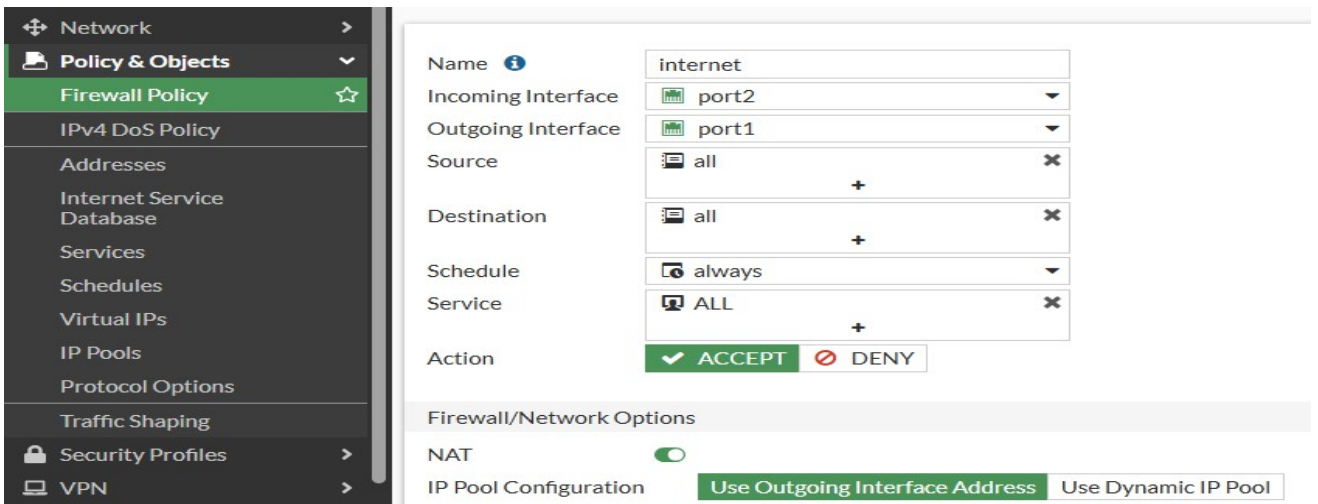 Network
Policy & Objects
Firewall Policy
IPv4 DoS Policy
Addresses
Internet Service
Database
Services
Schedules
Virtual IPs
IP Pools
Protocol Options
Traffic Shaping
Security Profiles
VPN
Name
internet
Incoming Interface
port2
Outgoing Interface
port1
Source
all
+
Destination
all
+
Schedule
always
Service
ALL
+
Action
ACCEPT DENY
Firewall/Network Options
NAT
IP Pool Configuration
Use Outgoing Interface Address Use Dynamic IP Pool